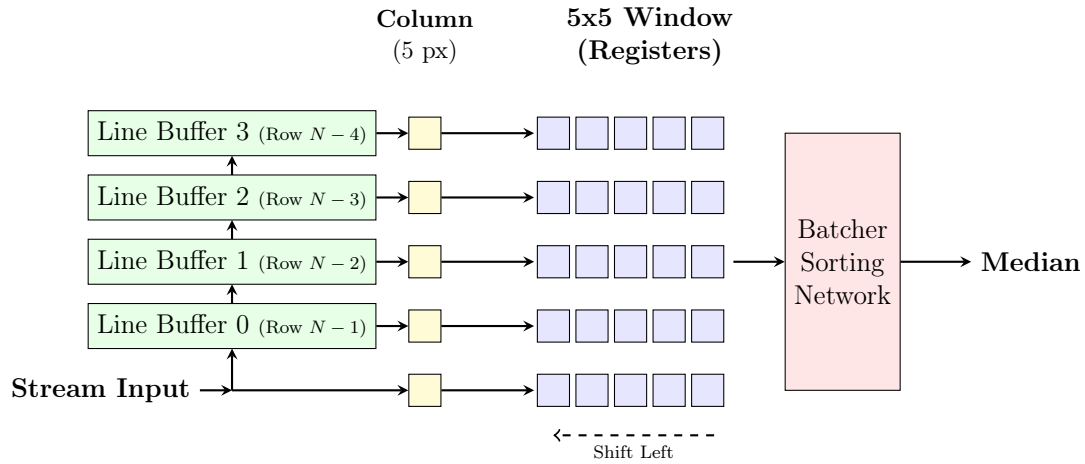 Column
(5 px)
5x5 Window
(Registers)
Line Buffer 3 (Row N − 4)
Line Buffer 2 (Row N − 3)
Line Buffer 1 (Row N − 2)
Line Buffer 0 (Row N − 1)
Stream Input
Batcher
Sorting
Network
Median
Shift Left